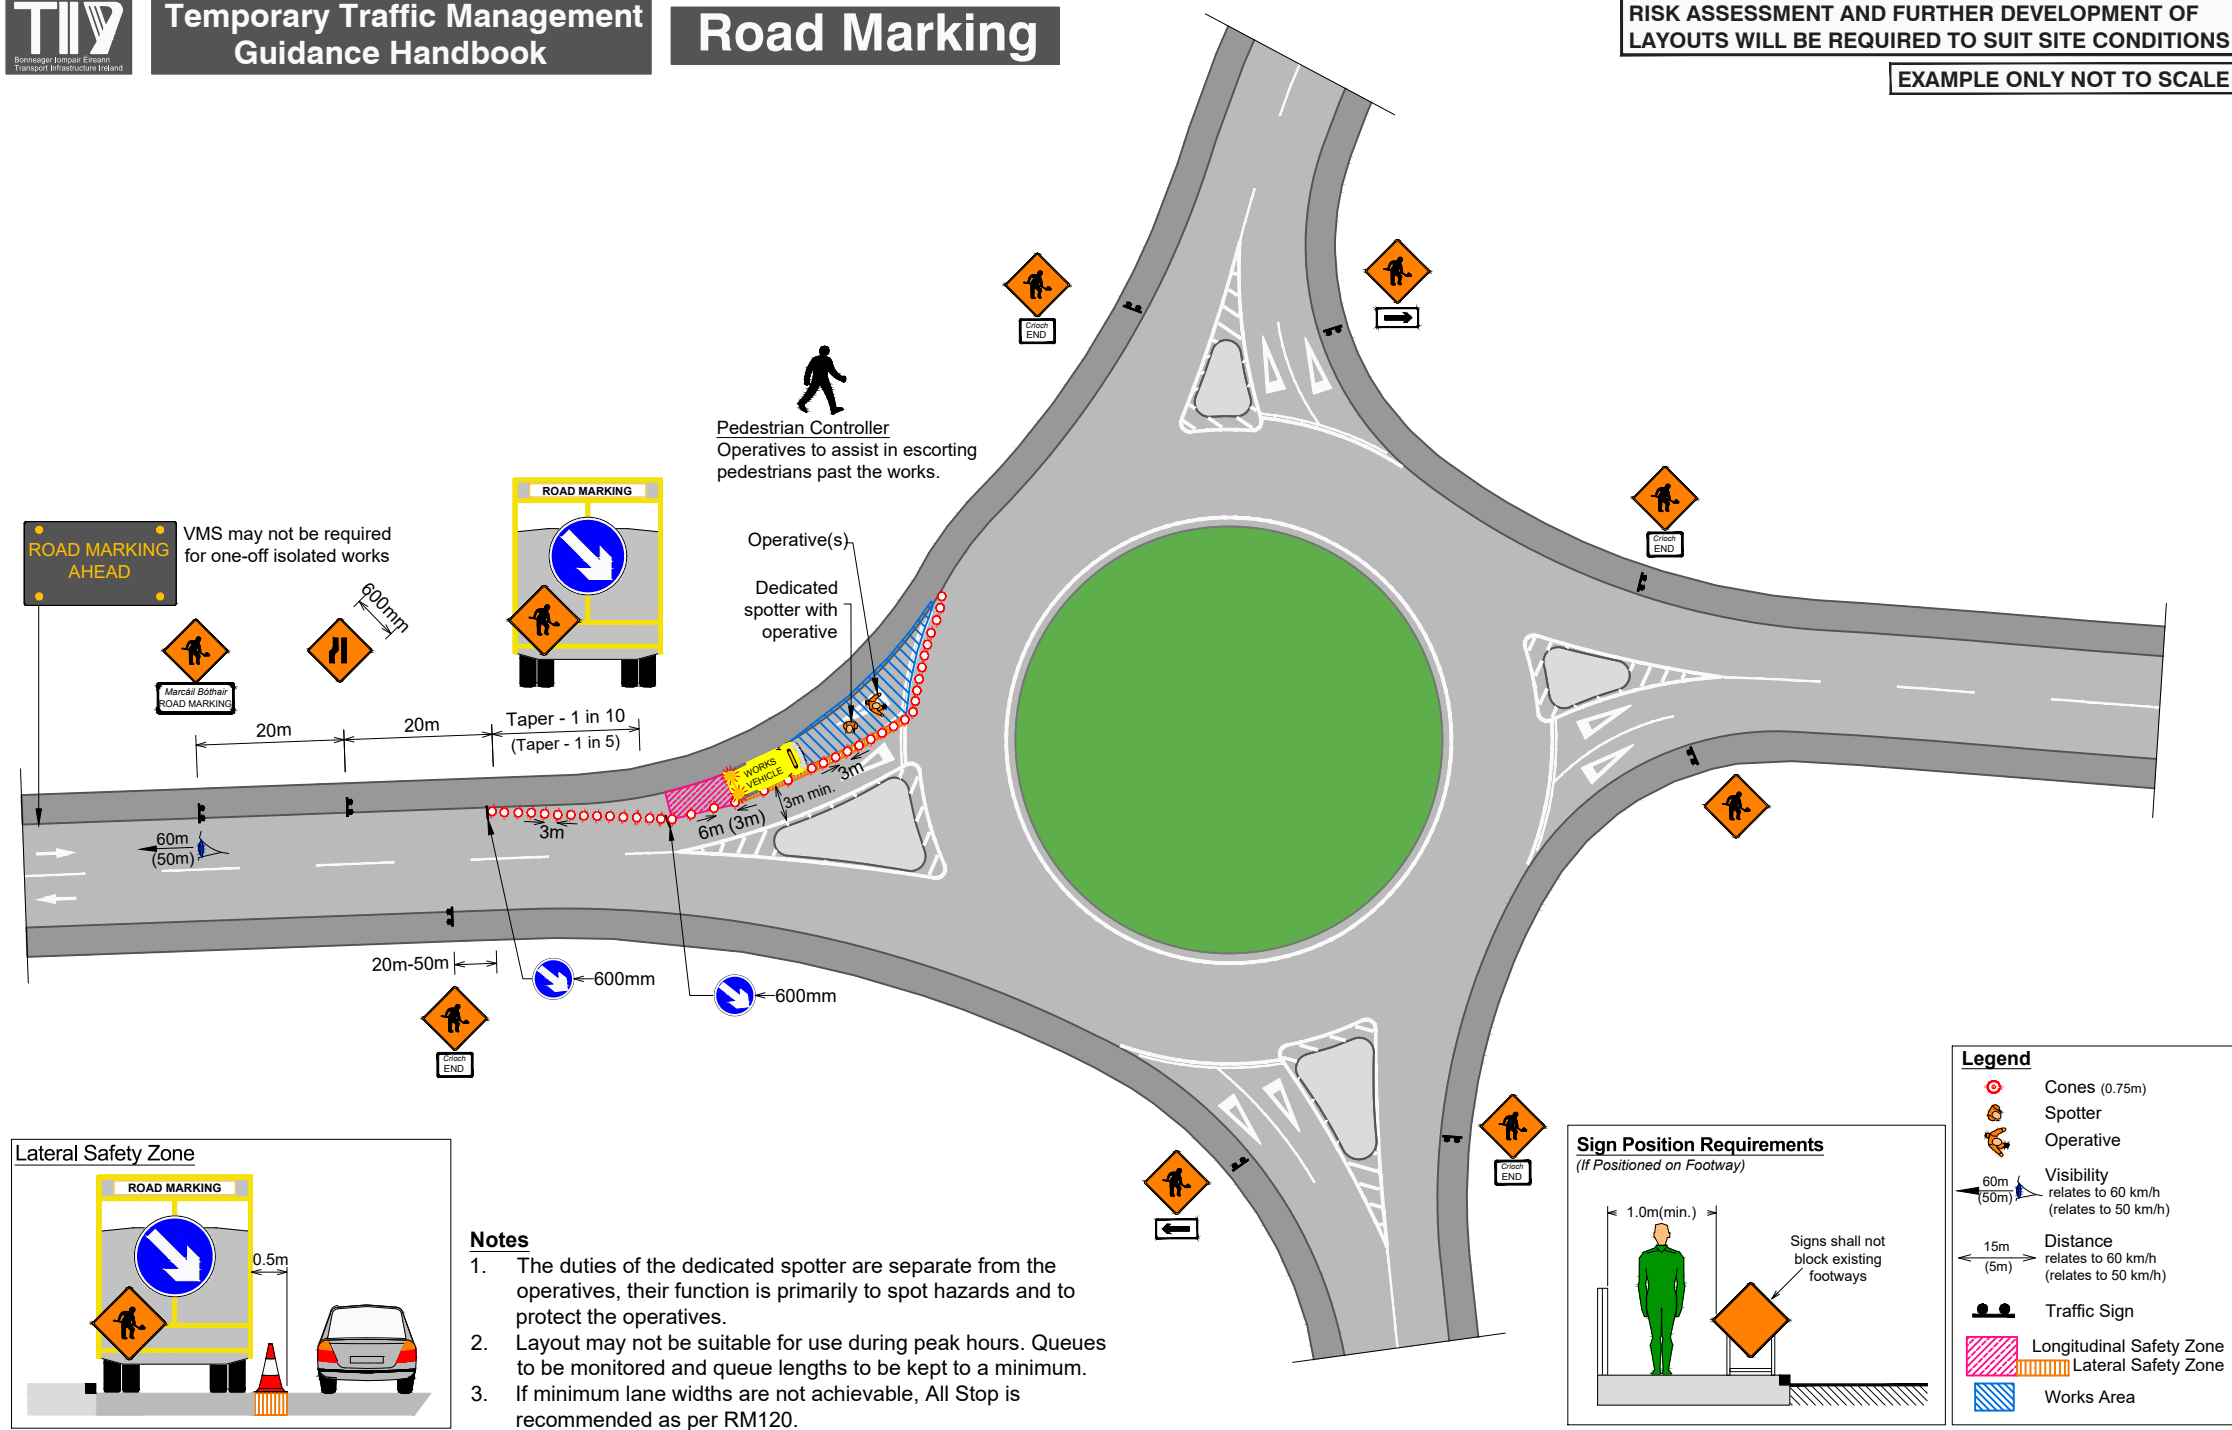 TII
Bonneagar Iompair Éireann
Transport Infrastructure Ireland
Temporary Traffic Management
Guidance Handbook
Road Marking
RISK ASSESSMENT AND FURTHER DEVELOPMENT OF
LAYOUTS WILL BE REQUIRED TO SUIT SITE CONDITIONS
EXAMPLE ONLY NOT TO SCALE
Crioch
END
Pedestrian Controller
Operatives to assist in escorting
pedestrians past the works.
ROAD MARKING
Crioch
END
ROAD MARKING
AHEAD
VMS may not be required
for one-off isolated works
Operative(s)
Dedicated
spotter with
operative
600mm
Marcáil Bóthair
ROAD MARKING
20m
20m
Taper - 1 in 10
(Taper - 1 in 5)
WORKS
VEHICLE
3m
3m min.
6m (3m)
3m
60m
(50m)
20m-50m
600mm
600mm
Crioch
END
Crioch
END
Lateral Safety Zone
ROAD MARKING
0.5m
Notes
1. The duties of the dedicated spotter are separate from the
operatives, their function is primarily to spot hazards and to
protect the operatives.
2. Layout may not be suitable for use during peak hours. Queues
to be monitored and queue lengths to be kept to a minimum.
3. If minimum lane widths are not achievable, All Stop is
recommended as per RM120.
Sign Position Requirements
(If Positioned on Footway)
1.0m(min.)
Signs shall not
block existing
footways
Legend
Cones (0.75m)
Spotter
Operative
60m
(50m)
Visibility
relates to 60 km/h
(relates to 50 km/h)
15m
(5m)
Distance
relates to 60 km/h
(relates to 50 km/h)
Traffic Sign
Longitudinal Safety Zone
Lateral Safety Zone
Works Area